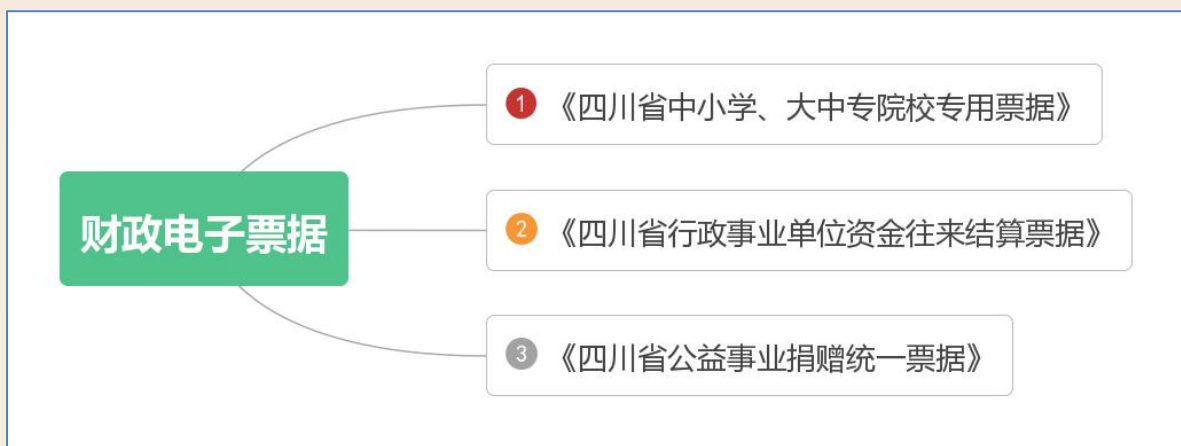 财政电子票据
1 《四川省中小学、大中专院校专用票据》
2 《四川省行政事业单位资金往来结算票据》
3 《四川省公益事业捐赠统一票据》